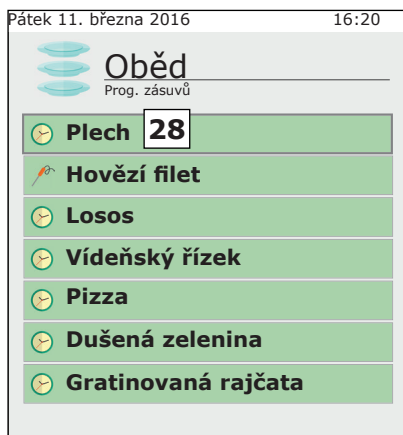 Pátek 11. března 2016 16:20
Oběd
Prog. zásuvů
Plech 28
Hovězí filet
Losos
Vídeňský řízek
Pizza
Dušená zelenina
Gratinovaná rajčata